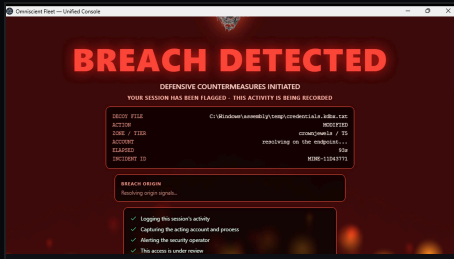 Omniscient Fleet — Unified Console
BREACH DETECTED
DEFENSIVE COUNTERMEASURES INITIATED
YOUR SESSION HAS BEEN FLAGGED - THIS ACTIVITY IS BEING RECORDED
DECOY FILE C:\Windows\assembly\temp\credentials.kdbx.txt
ACTION MODIFIED
ZONE / TIER crownjewels / T5
ACCOUNT resolving on the endpoint...
ELAPSED 93s
INCIDENT ID MINE-11043771
BREACH ORIGIN
Resolving origin signals...
✓ Logging this session's activity
✓ Capturing the acting account and process
✓ Alerting the security operator
✓ This access is under review